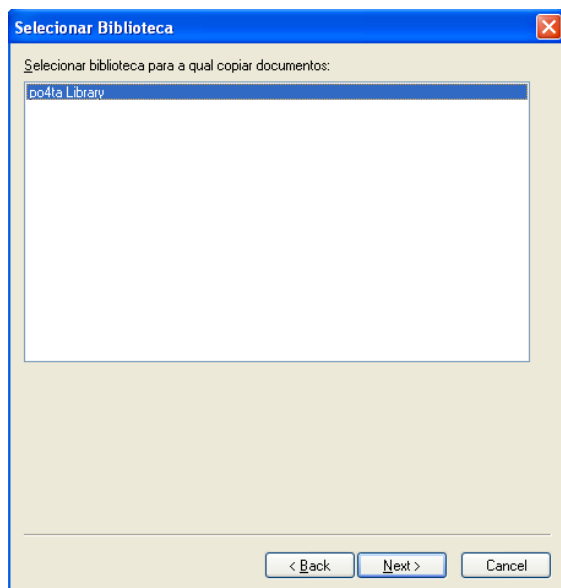 Selecionar Biblioteca
Selecionar biblioteca para a qual copiar documentos:
po4ta Library
< Back Next > Cancel